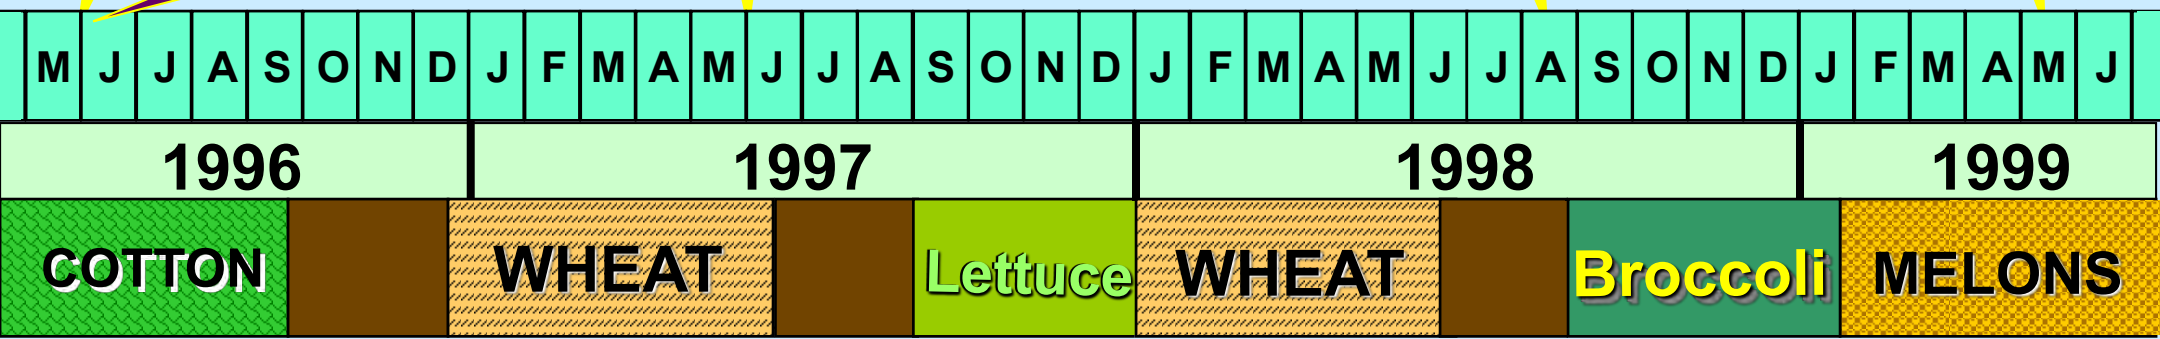 M J J A S O N D J F M A M J J A S O N D J F M A M J J A S O N D J F M A M J
1996 1997 1998 1999
COTTON WHEAT Lettuce WHEAT Broccoli MELONS